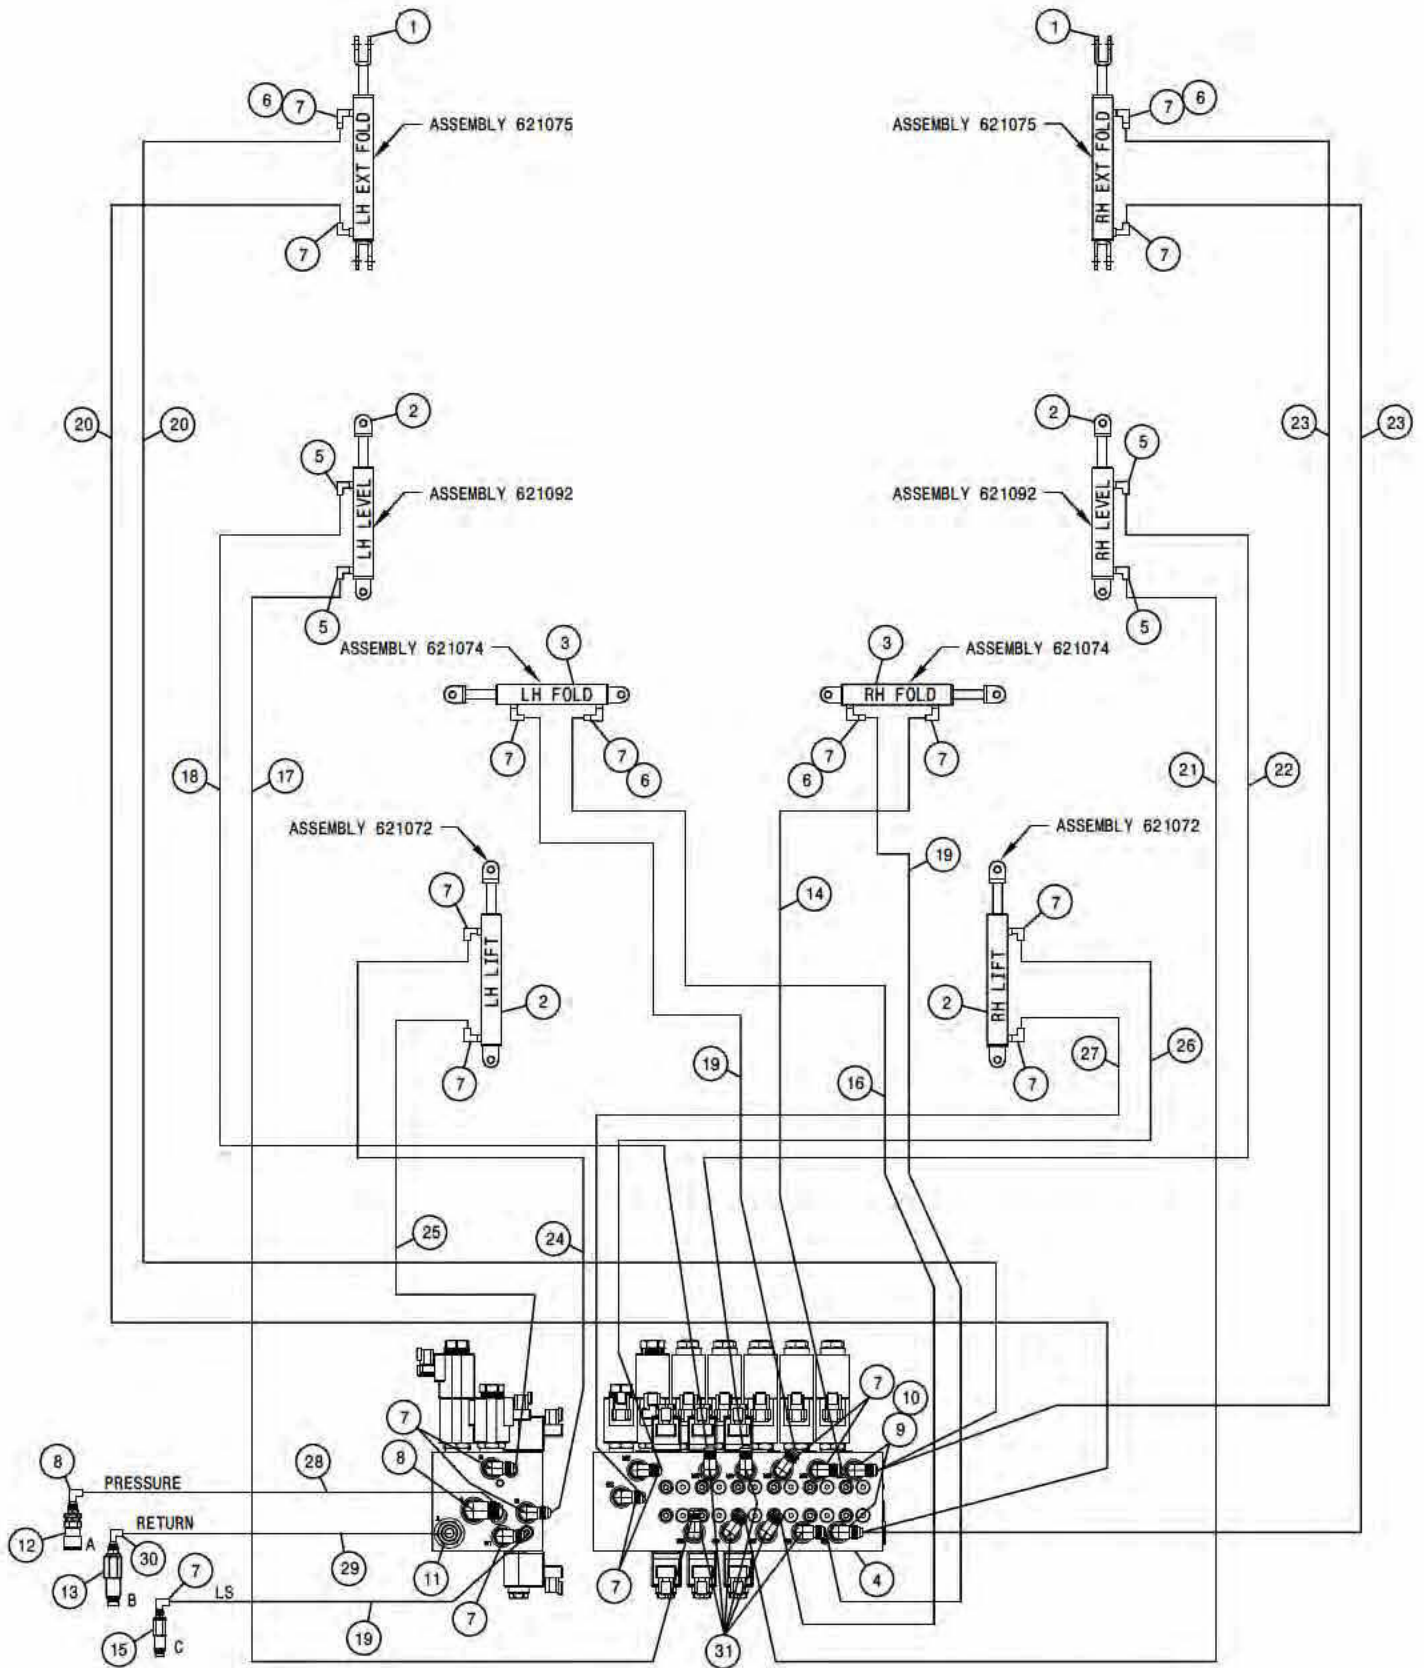 1 1
6 7 7 6
ASSEMBLY 621075 ASSEMBLY 621075
LH EXT FOLD RH EXT FOLD
7 7
20 20 2 2 23 23
5 5
ASSEMBLY 621092 ASSEMBLY 621092
LH LEVEL RH LEVEL
5 5
3 3
ASSEMBLY 621074 ASSEMBLY 621074
LH FOLD RH FOLD
7 7 7 7
6 6
18 17 21 22
ASSEMBLY 621072 ASSEMBLY 621072
19
7 14 7
LH LIFT RH LIFT
2 2
27 26
7 19 16 7
25 24
7 10
7 9
8
8 PRESSURE 28
RETURN
12 A
30 29 11
13 7 7 4
B LS
7
15 C 19 31